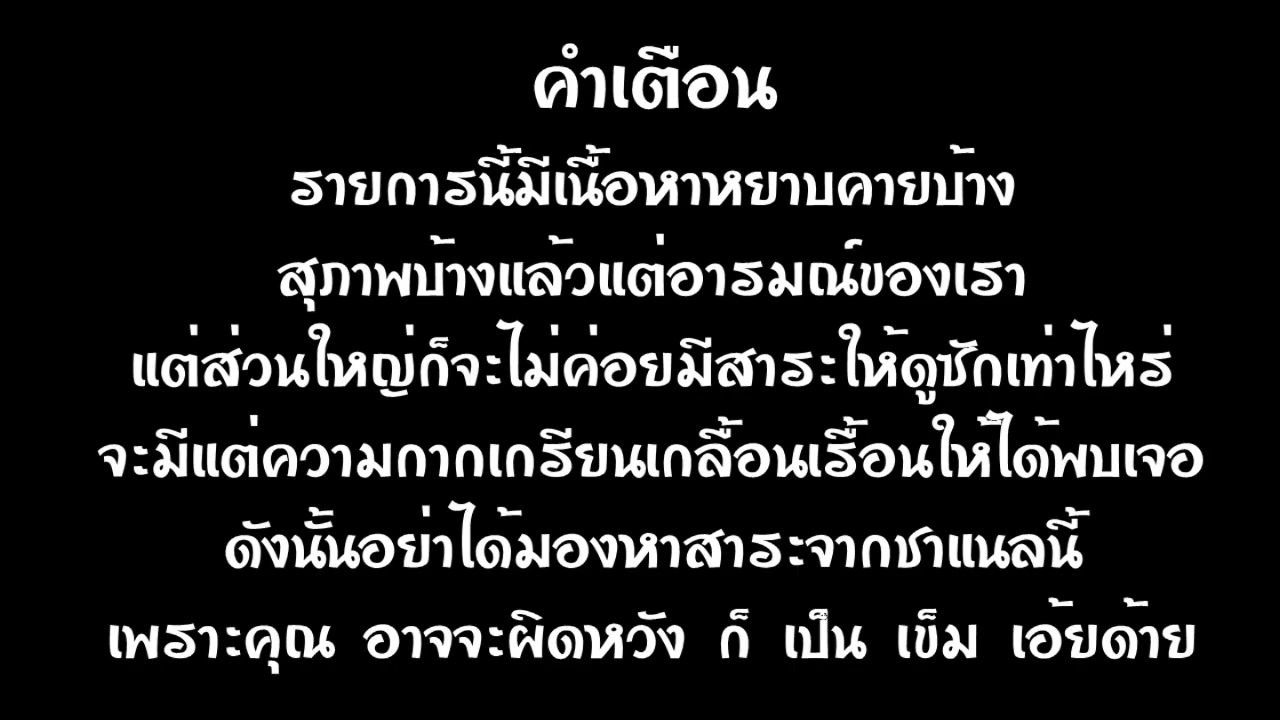 คำเตือน
รายการนี้มีเนื้อหาหยาบคายบ้าง
สุภาพบ้างแล้วแต่อารมณ์ของเรา
แต่ส่วนใหญ่ก็จะไม่ค่อยมีสาระให้ดูซักเท่าไหร่
จะมีแต่ความกากเกรียนเกลื้อนเรื้อนให้ได้พบเจอ
ดังนั้นอย่าได้มองหาสาระจากชาแนลนี้
เพราะคุณ อาจจะผิดหวัง ก็ เป็น เข็ม เอ้ยด้าย